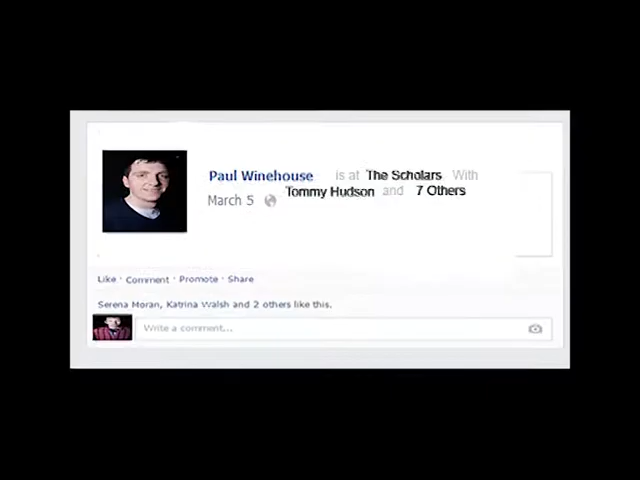 Paul Winehouse is at The Scholars With
March 5 Tommy Hudson and 7 Others
Like · Comment · Promote · Share
Serena Moran, Katrina Walsh and 2 others like this.
Write a comment...